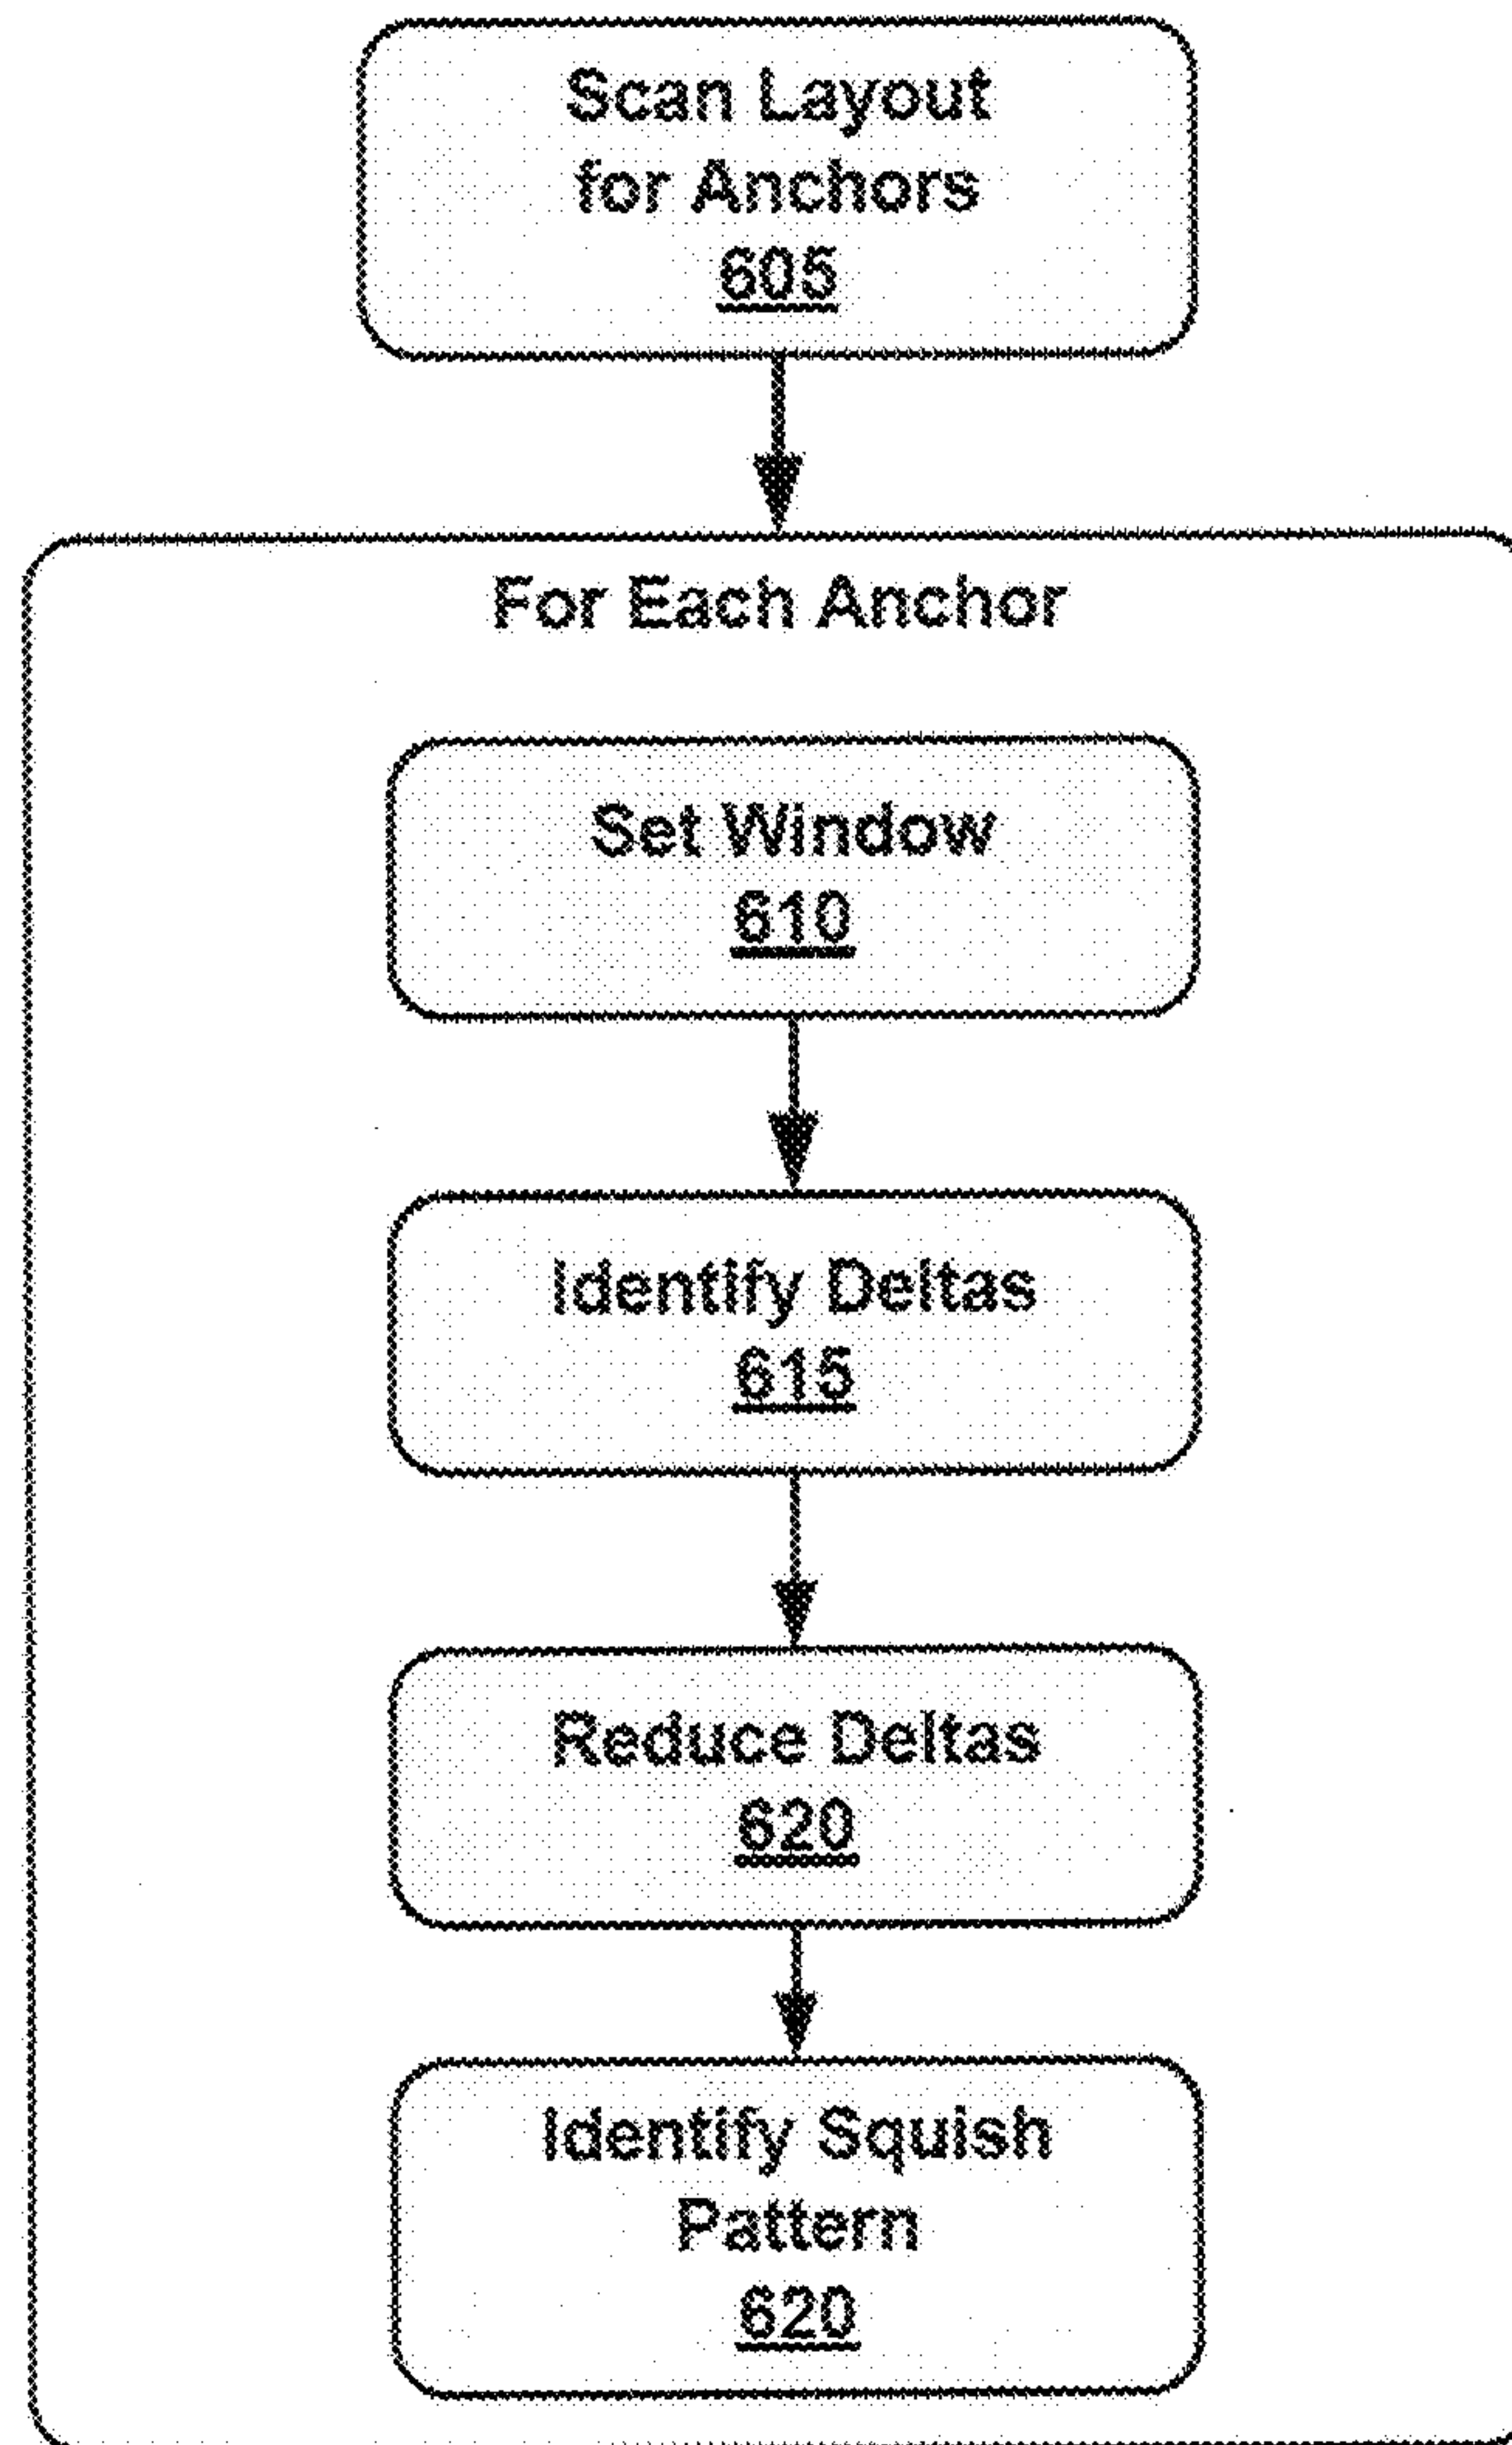 Scan Layout
for Anchors
605
For Each Anchor
Set Window
610
Identify Deltas
615
Reduce Deltas
620
Identify Squish
Pattern
620